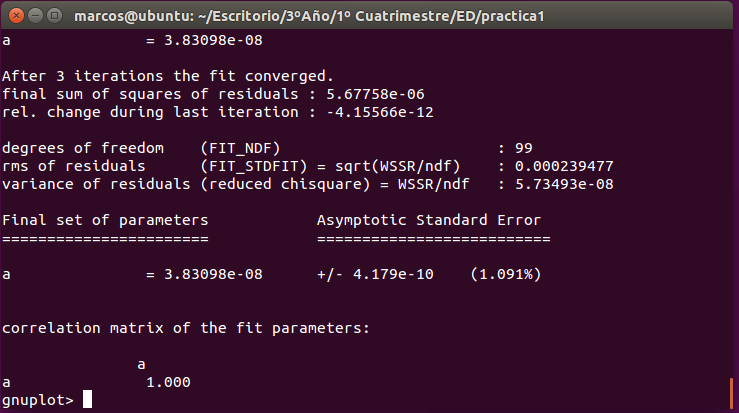 marcos@ubuntu: ~/Escritorio/3ºAño/1º Cuatrimestre/ED/practica1
a = 3.83098e-08
After 3 iterations the fit converged.
final sum of squares of residuals : 5.67758e-06
rel. change during last iteration : -4.15566e-12
degrees of freedom (FIT_NDF) : 99
rms of residuals (FIT_STDFIT) = sqrt(WSSR/ndf) : 0.000239477
variance of residuals (reduced chisquare) = WSSR/ndf : 5.73493e-08
Final set of parameters Asymptotic Standard Error
======================= ==========================
a = 3.83098e-08 +/- 4.179e-10 (1.091%)
correlation matrix of the fit parameters:
a
a 1.000
gnuplot>